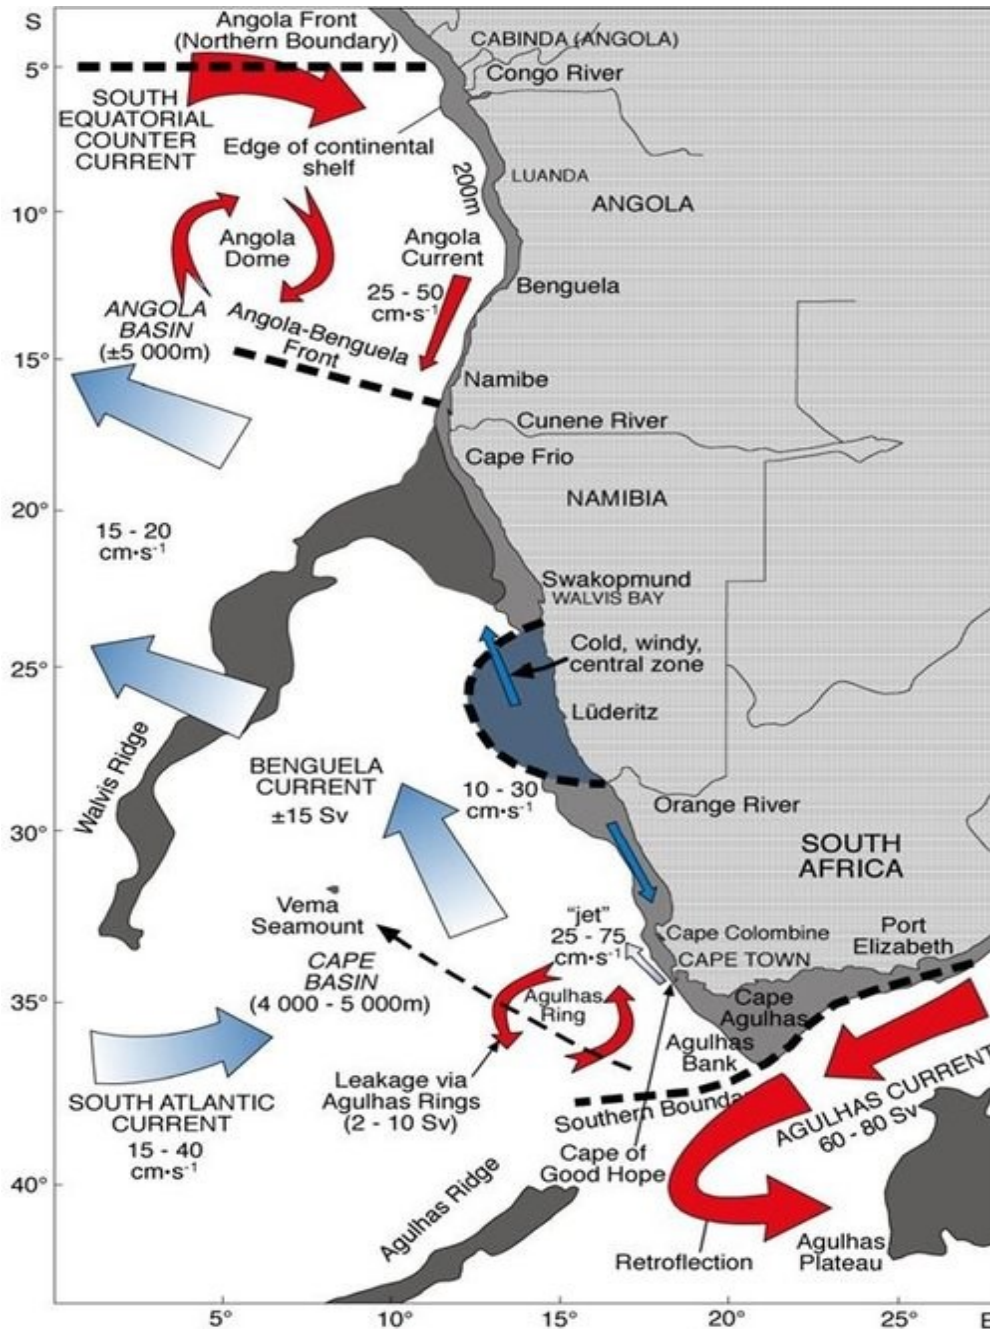 S
Angola Front
(Northern Boundary)
CABINDA (ANGOLA)
5°
Congo River
SOUTH
EQUATORIAL
COUNTER
CURRENT
Edge of continental
shelf
200m
LUANDA
ANGOLA
10°
Angola
Dome
Angola
Current
25 - 50
cm•s⁻¹
Benguela
ANGOLA
BASIN
(±5 000m)
Angola-Benguela
Front
15°
Namibe
Cunene River
Cape Frio
NAMIBIA
20°
15 - 20
cm•s⁻¹
Swakopmund
WALVIS BAY
Cold, windy,
central zone
25°
Lüderitz
Walvis Ridge
BENGUELA
CURRENT
±15 Sv
10 - 30
cm•s⁻¹
Orange River
30°
SOUTH
AFRICA
Vema
Seamount
"jet"
25 - 75
cm•s⁻¹
Cape Colombine
CAPE TOWN
Port
Elizabeth
CAPE
BASIN
(4 000 - 5 000m)
35°
Agulhas
Ring
Cape
Agulhas
Agulhas
Bank
Leakage via
Agulhas Rings
(2 - 10 Sv)
SOUTH ATLANTIC
CURRENT
15 - 40
cm•s⁻¹
Southern Bounda
AGULHAS CURRENT
60 - 80 Sv
Cape of
Good Hope
40°
Agulhas Ridge
Retroflection
Agulhas
Plateau
5°
10°
15°
20°
25°
E